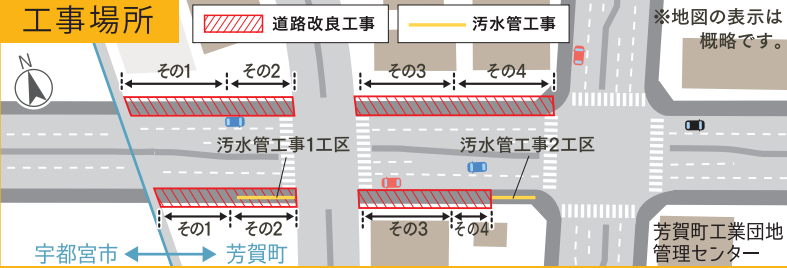 工事場所
道路改良工事
汚水管工事
※地図の表示は
概略です。
N
その1
その2
その3
その4
汚水管工事1工区
汚水管工事2工区
その1
その2
その3
その4
宇都宮市
芳賀町
芳賀町工業団地
管理センター